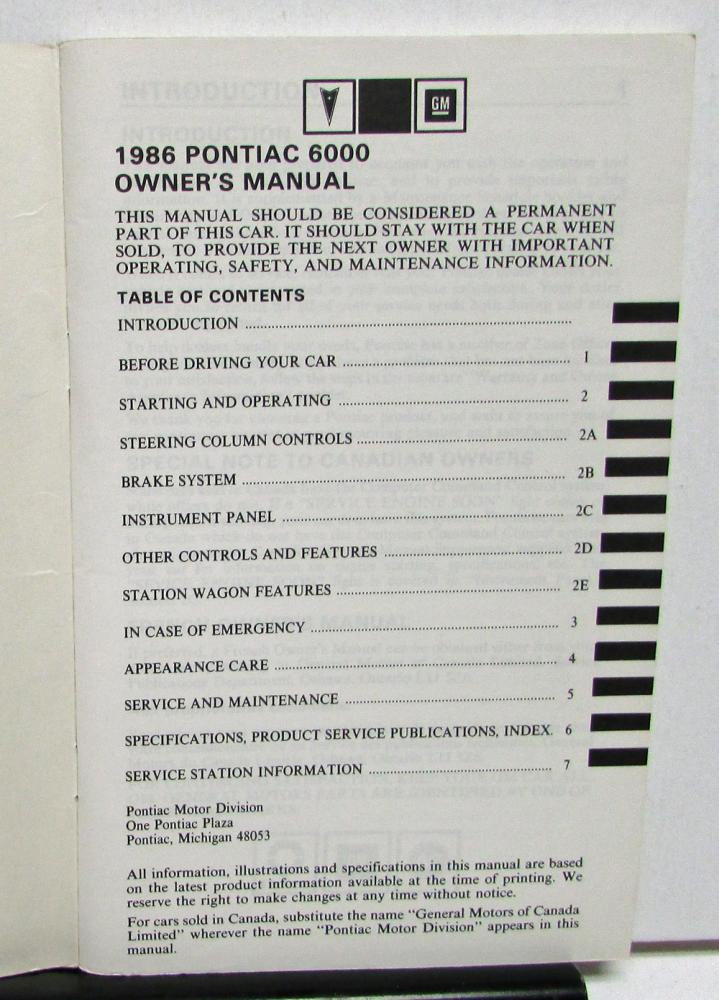 GM
1986 PONTIAC 6000
OWNER'S MANUAL
THIS MANUAL SHOULD BE CONSIDERED A PERMANENT
PART OF THIS CAR. IT SHOULD STAY WITH THE CAR WHEN
SOLD, TO PROVIDE THE NEXT OWNER WITH IMPORTANT
OPERATING, SAFETY, AND MAINTENANCE INFORMATION.
TABLE OF CONTENTS
INTRODUCTION ........................................
BEFORE DRIVING YOUR CAR ........................................ 1
STARTING AND OPERATING ........................................ 2
STEERING COLUMN CONTROLS ........................................ 2A
BRAKE SYSTEM ........................................ 2B
INSTRUMENT PANEL ........................................ 2C
OTHER CONTROLS AND FEATURES ........................................ 2D
STATION WAGON FEATURES ........................................ 2E
IN CASE OF EMERGENCY ........................................ 3
APPEARANCE CARE ........................................ 4
SERVICE AND MAINTENANCE ........................................ 5
SPECIFICATIONS, PRODUCT SERVICE PUBLICATIONS, INDEX. 6
SERVICE STATION INFORMATION ........................................ 7
Pontiac Motor Division
One Pontiac Plaza
Pontiac, Michigan 48053
All information, illustrations and specifications in this manual are based
on the latest product information available at the time of printing. We
reserve the right to make changes at any time without notice.
For cars sold in Canada, substitute the name "General Motors of Canada
Limited" wherever the name "Pontiac Motor Division" appears in this
manual.